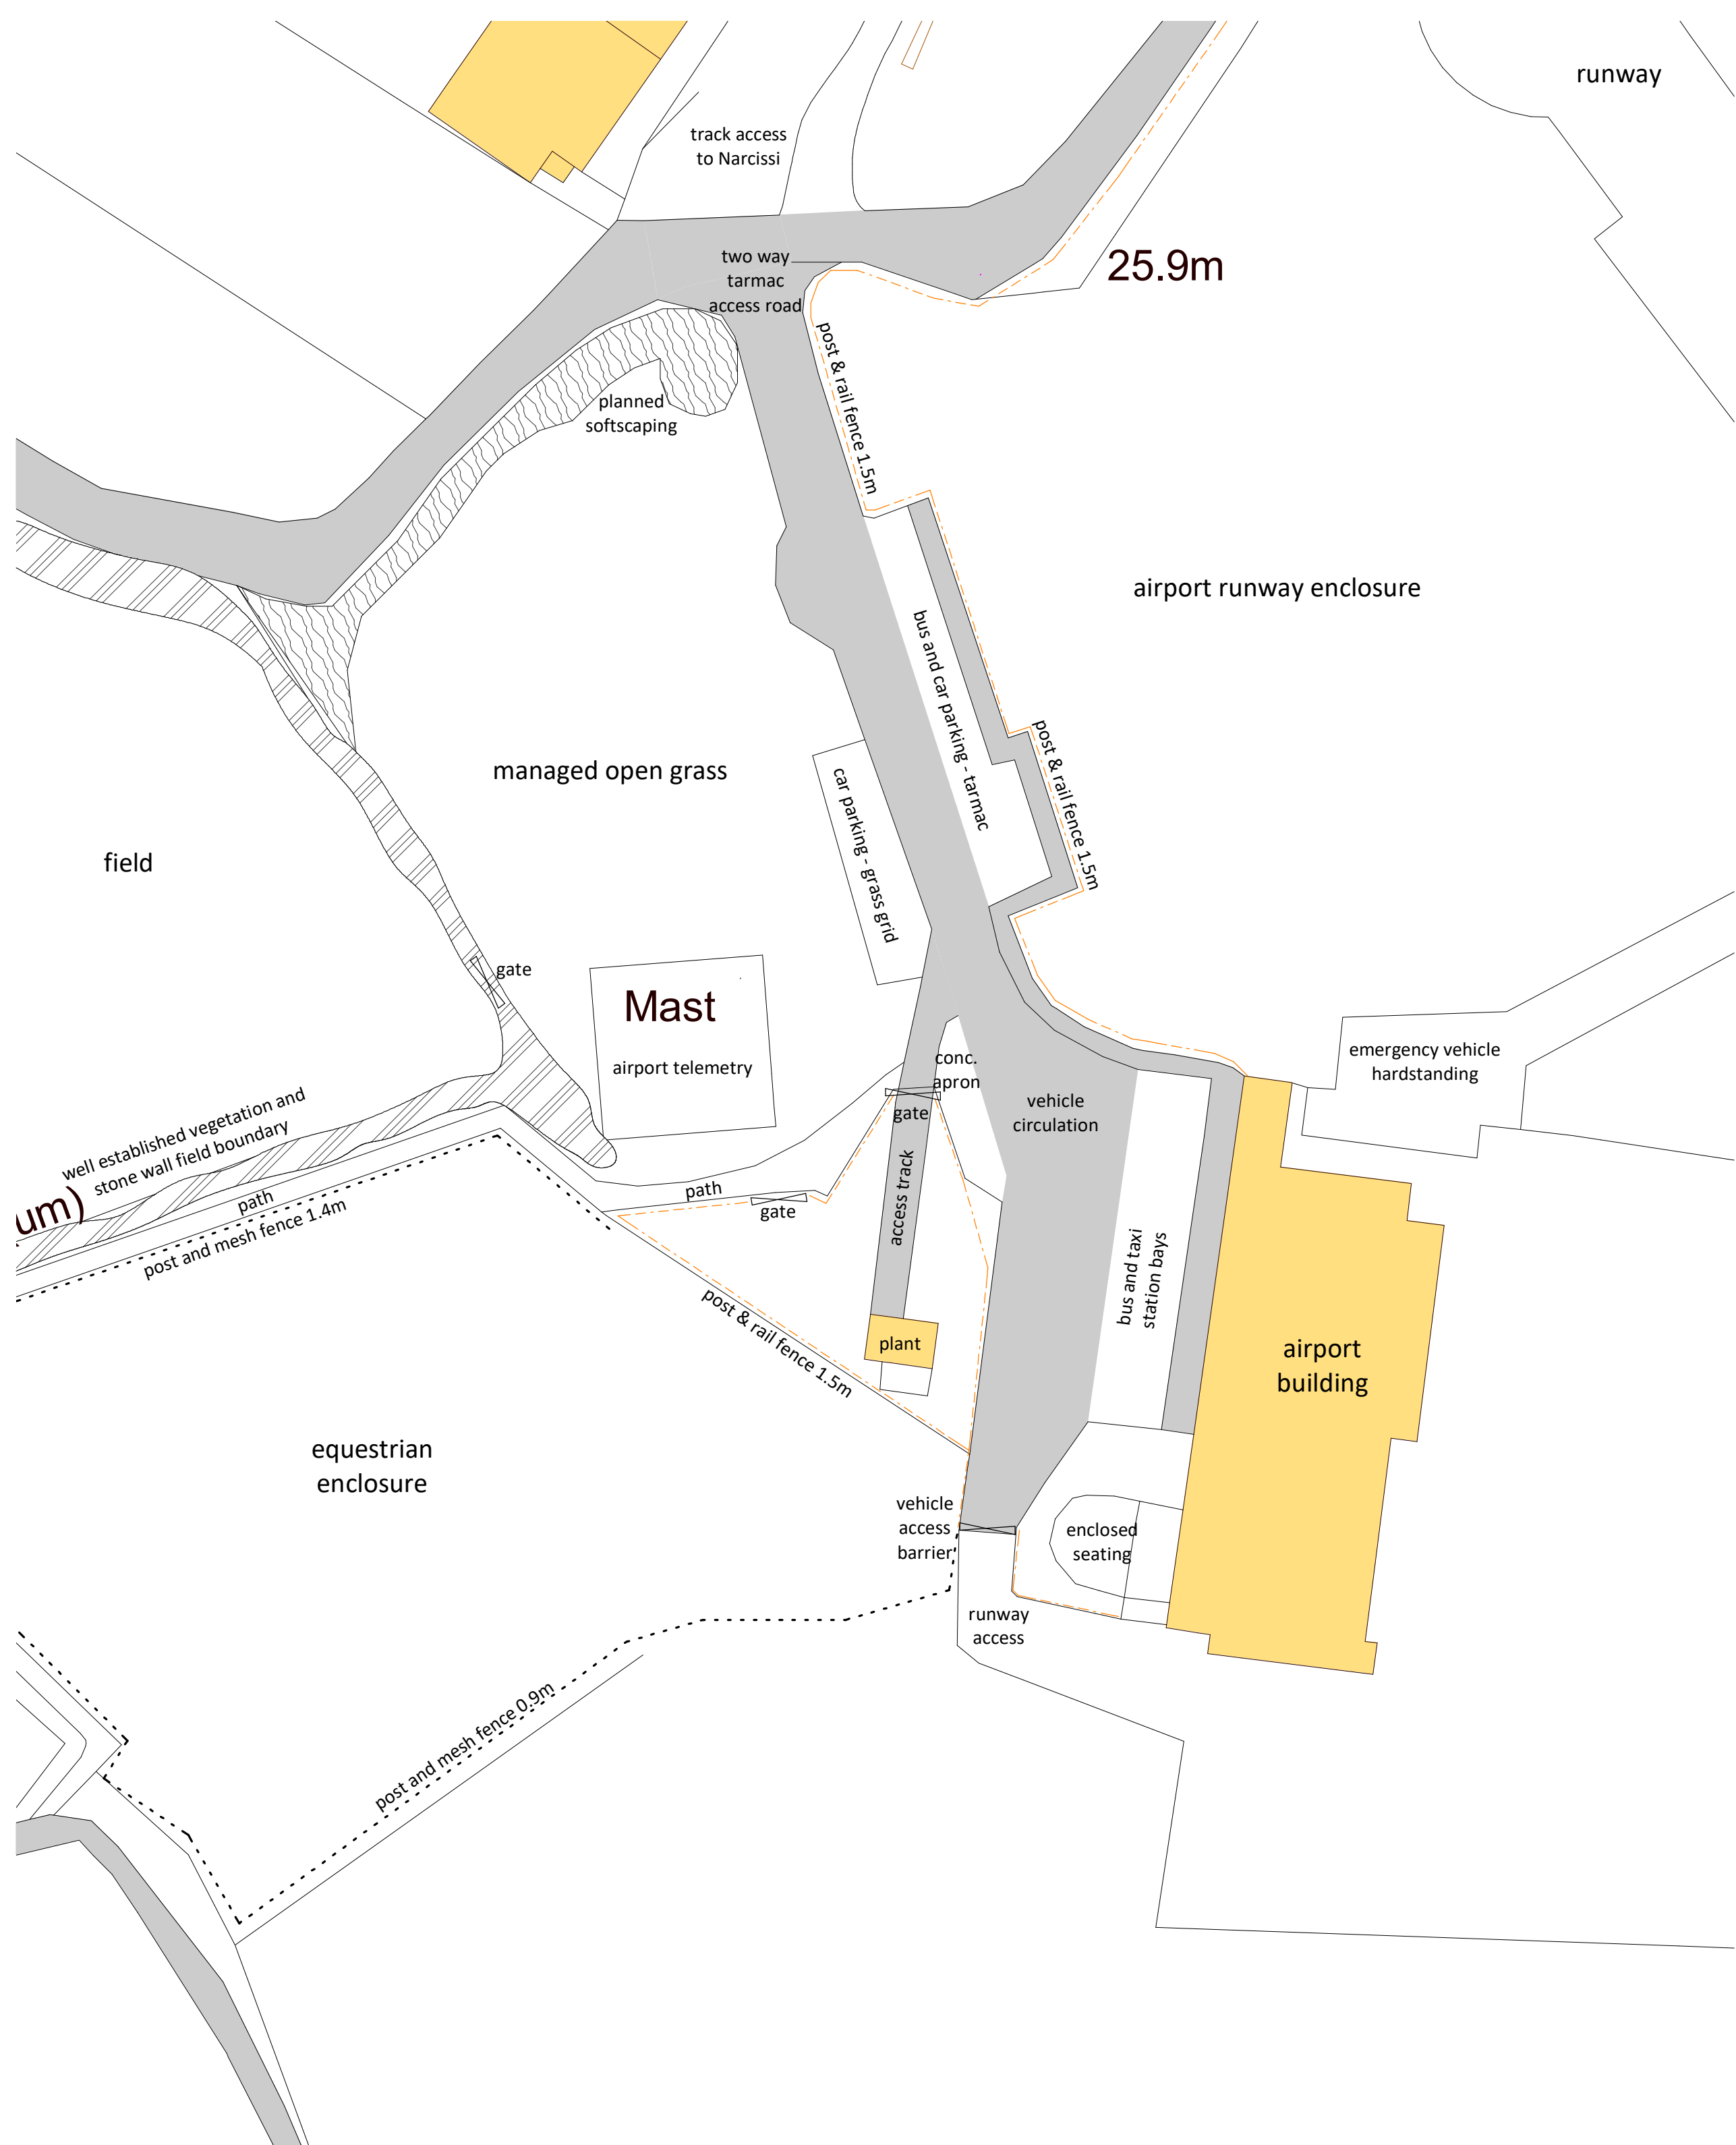 runway
track access
to Narcissi
two way
tarmac
access road
25.9m
post & rail fence 1.5m
planned
softscaping
airport runway enclosure
bus and car parking - tarmac
post & rail fence 1.5m
managed open grass
car parking - grass grid
field
gate
Mast
airport telemetry
conc.
apron
gate
vehicle
circulation
emergency vehicle
hardstanding
well established vegetation and
stone wall field boundary
path
post and mesh fence 1.4m
um)
path
gate
access track
bus and taxi
station bays
post & rail fence 1.5m
plant
airport
building
equestrian
enclosure
vehicle
access
barrier
enclosed
seating
runway
access
post and mesh fence 0.9m